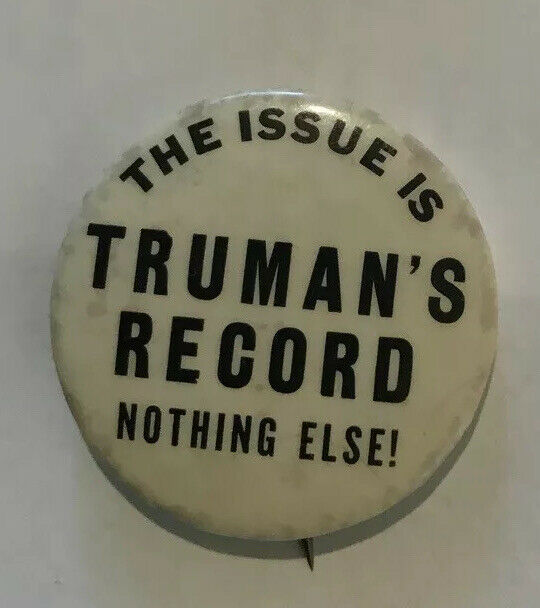 THE ISSUE IS
TRUMAN'S
RECORD
NOTHING ELSE!